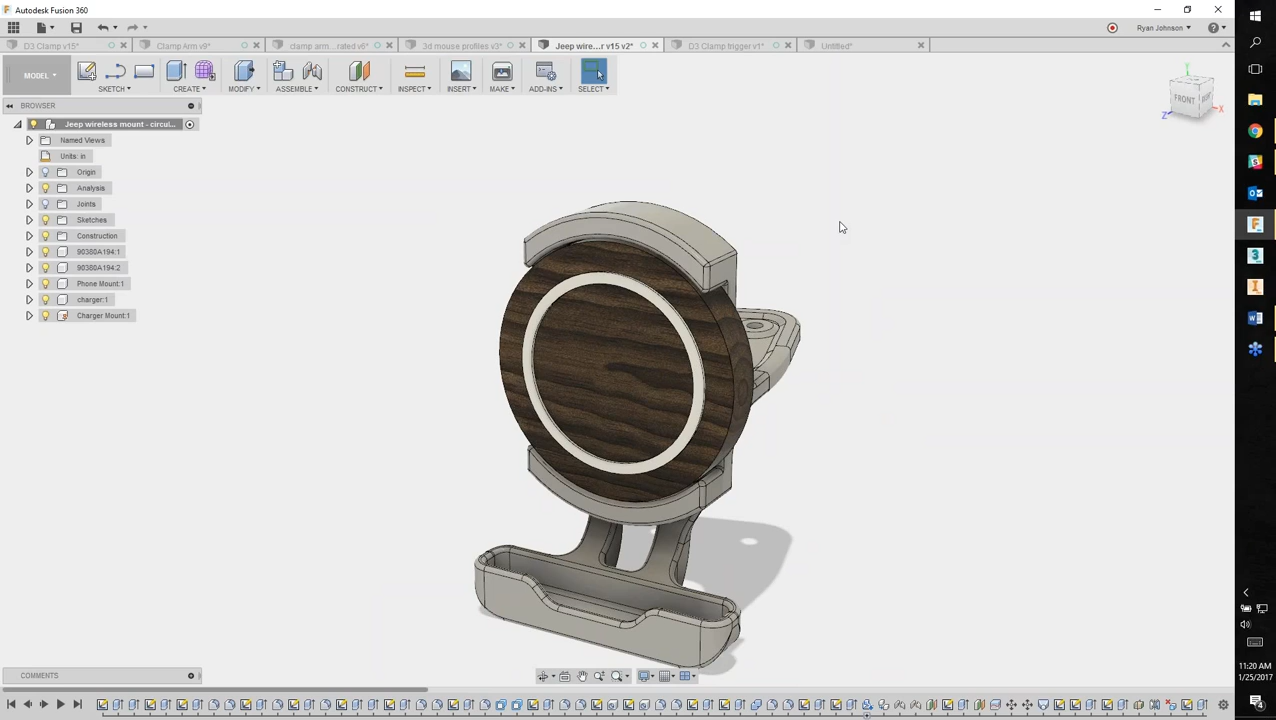 Autodesk Fusion 360
Ryan Johnson
D3 Clamp v15*
Clamp Arm v9*
clamp arm ...rated v6*
3d mouse profiles v3*
Jeep wire...r v15 v2*
D3 Clamp trigger v1*
Untitled*
MODEL
SKETCH
CREATE
MODIFY
ASSEMBLE
CONSTRUCT
INSPECT
INSERT
MAKE
ADD-INS
SELECT
BROWSER
FRONT
Y
X
Z
Jeep wireless mount - circul...
Named Views
Units: in
Origin
Analysis
Joints
Sketches
Construction
90380A194:1
90380A194:2
Phone Mount:1
charger:1
Charger Mount:1
COMMENTS
11:20 AM
1/25/2017
4